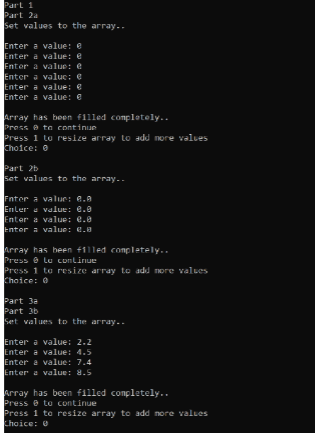 Part 1
Part 2a
Set values to the array..
Enter a value: 0
Enter a value: 0
Enter a value: 0
Enter a value: 0
Enter a value: 0
Enter a value: 0
Array has been filled completely..
Press 0 to continue
Press 1 to resize array to add more values
Choice: 0
Part 2b
Set values to the array..
Enter a value: 0.0
Enter a value: 0.0
Enter a value: 0.0
Enter a value: 0.0
Array has been filled completely..
Press 0 to continue
Press 1 to resize array to add more values
Choice: 0
Part 3a
Part 3b
Set values to the array..
Enter a value: 2.2
Enter a value: 4.5
Enter a value: 7.4
Enter a value: 8.5
Array has been filled completely..
Press 0 to continue
Press 1 to resize array to add more values
Choice: 0